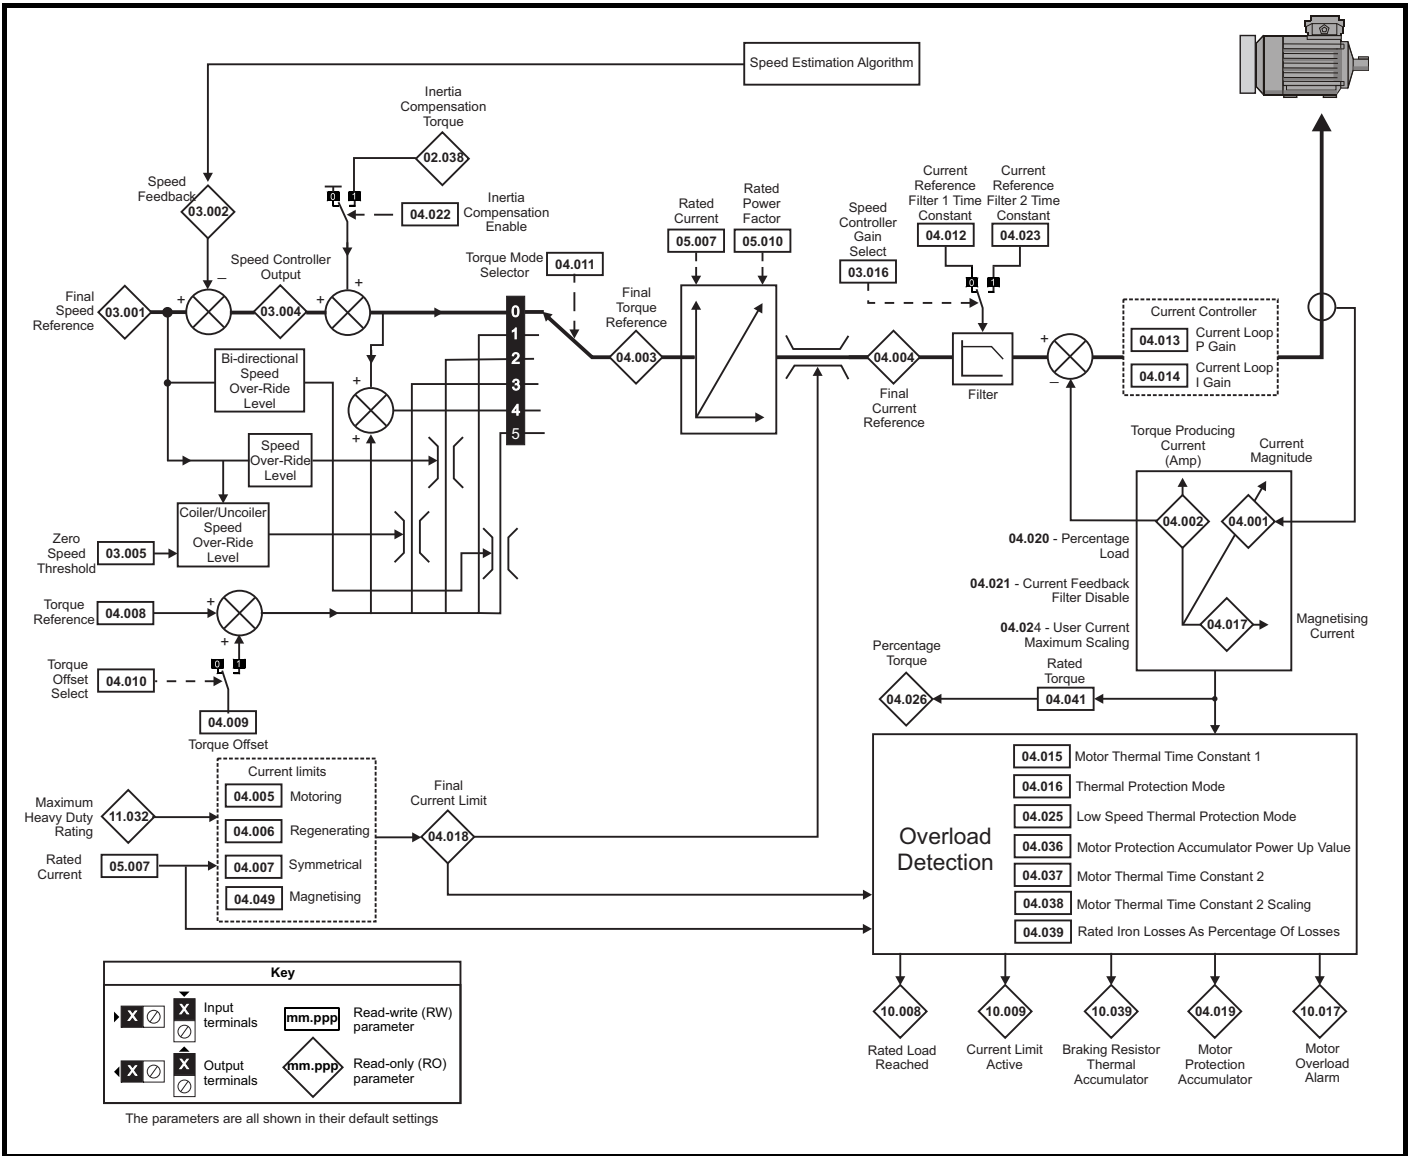 Speed Estimation Algorithm
Inertia
Compensation
Torque
02.038
Speed
Feedback
03.002
0
1
04.022
Inertia
Compensation
Enable
Speed Controller
Output
03.004
Final
Speed
Reference
03.001
+
–
+
+
Torque Mode
Selector
04.011
0
1
2
3
4
5
Final
Torque
Reference
04.003
Rated
Current
05.007
Rated
Power
Factor
05.010
Speed
Controller
Gain
Select
03.016
Current
Reference
Filter 1 Time
Constant
04.012
Current
Reference
Filter 2 Time
Constant
04.023
0
1
04.004
Final
Current
Reference
Filter
+
–
Current Controller
04.013
Current Loop
P Gain
04.014
Current Loop
I Gain
Bi-directional
Speed
Over-Ride
Level
+
+
Speed
Over-Ride
Level
Coiler/Uncoiler
Speed
Over-Ride
Level
Zero
Speed
Threshold
03.005
Torque
Reference
04.008
+
+
0
1
Torque
Offset
Select
04.010
04.009
Torque Offset
Torque Producing
Current
(Amp)
Current
Magnitude
04.002
04.001
04.017
Magnetising
Current
04.020 - Percentage
Load
04.021 - Current Feedback
Filter Disable
04.024 - User Current
Maximum Scaling
Percentage
Torque
04.026
Rated
Torque
04.041
Current limits
04.005
Motoring
04.006
Regenerating
04.007
Symmetrical
04.049
Magnetising
Maximum
Heavy Duty
Rating
11.032
Rated
Current
05.007
Final
Current Limit
04.018
Overload
Detection
04.015
Motor Thermal Time Constant 1
04.016
Thermal Protection Mode
04.025
Low Speed Thermal Protection Mode
04.036
Motor Protection Accumulator Power Up Value
04.037
Motor Thermal Time Constant 2
04.038
Motor Thermal Time Constant 2 Scaling
04.039
Rated Iron Losses As Percentage Of Losses
10.008
Rated Load
Reached
10.009
Current Limit
Active
10.039
Braking Resistor
Thermal
Accumulator
04.019
Motor
Protection
Accumulator
10.017
Motor
Overload
Alarm
Key
X
X
Input
terminals
mm.ppp
Read-write (RW)
parameter
X
X
Output
terminals
mm.ppp
Read-only (RO)
parameter
The parameters are all shown in their default settings